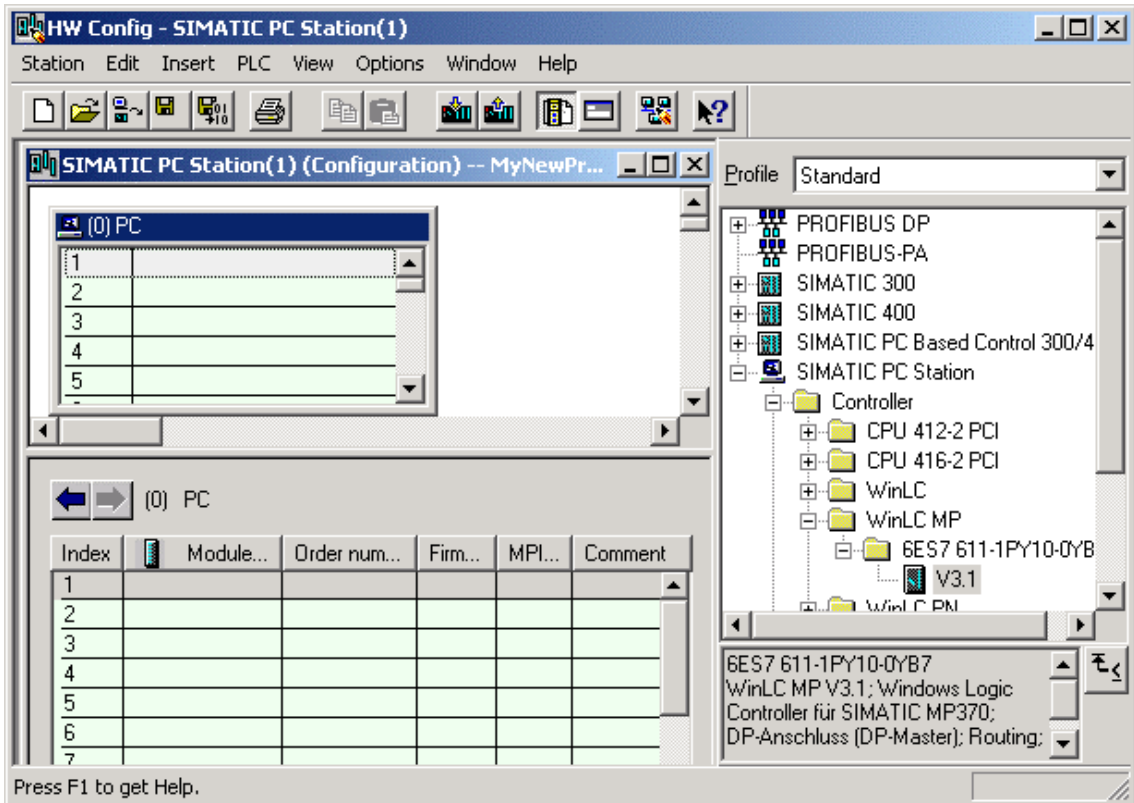 HW Config - SIMATIC PC Station(1)
Station Edit Insert PLC View Options Window Help
SIMATIC PC Station(1) (Configuration) -- MyNewPr...
(0) PC
1
2
3
4
5
(0) PC
Index Module... Order num... Firm... MPI... Comment
1
2
3
4
5
6
7
Profile Standard
PROFIBUS DP
PROFIBUS-PA
SIMATIC 300
SIMATIC 400
SIMATIC PC Based Control 300/4
SIMATIC PC Station
Controller
CPU 412-2 PCI
CPU 416-2 PCI
WinLC
WinLC MP
6ES7 611-1PY10-0YB
V3.1
WinLC PN
6ES7 611-1PY10-0YB7
WinLC MP V3.1; Windows Logic
Controller für SIMATIC MP370;
DP-Anschluss (DP-Master); Routing;
Press F1 to get Help.